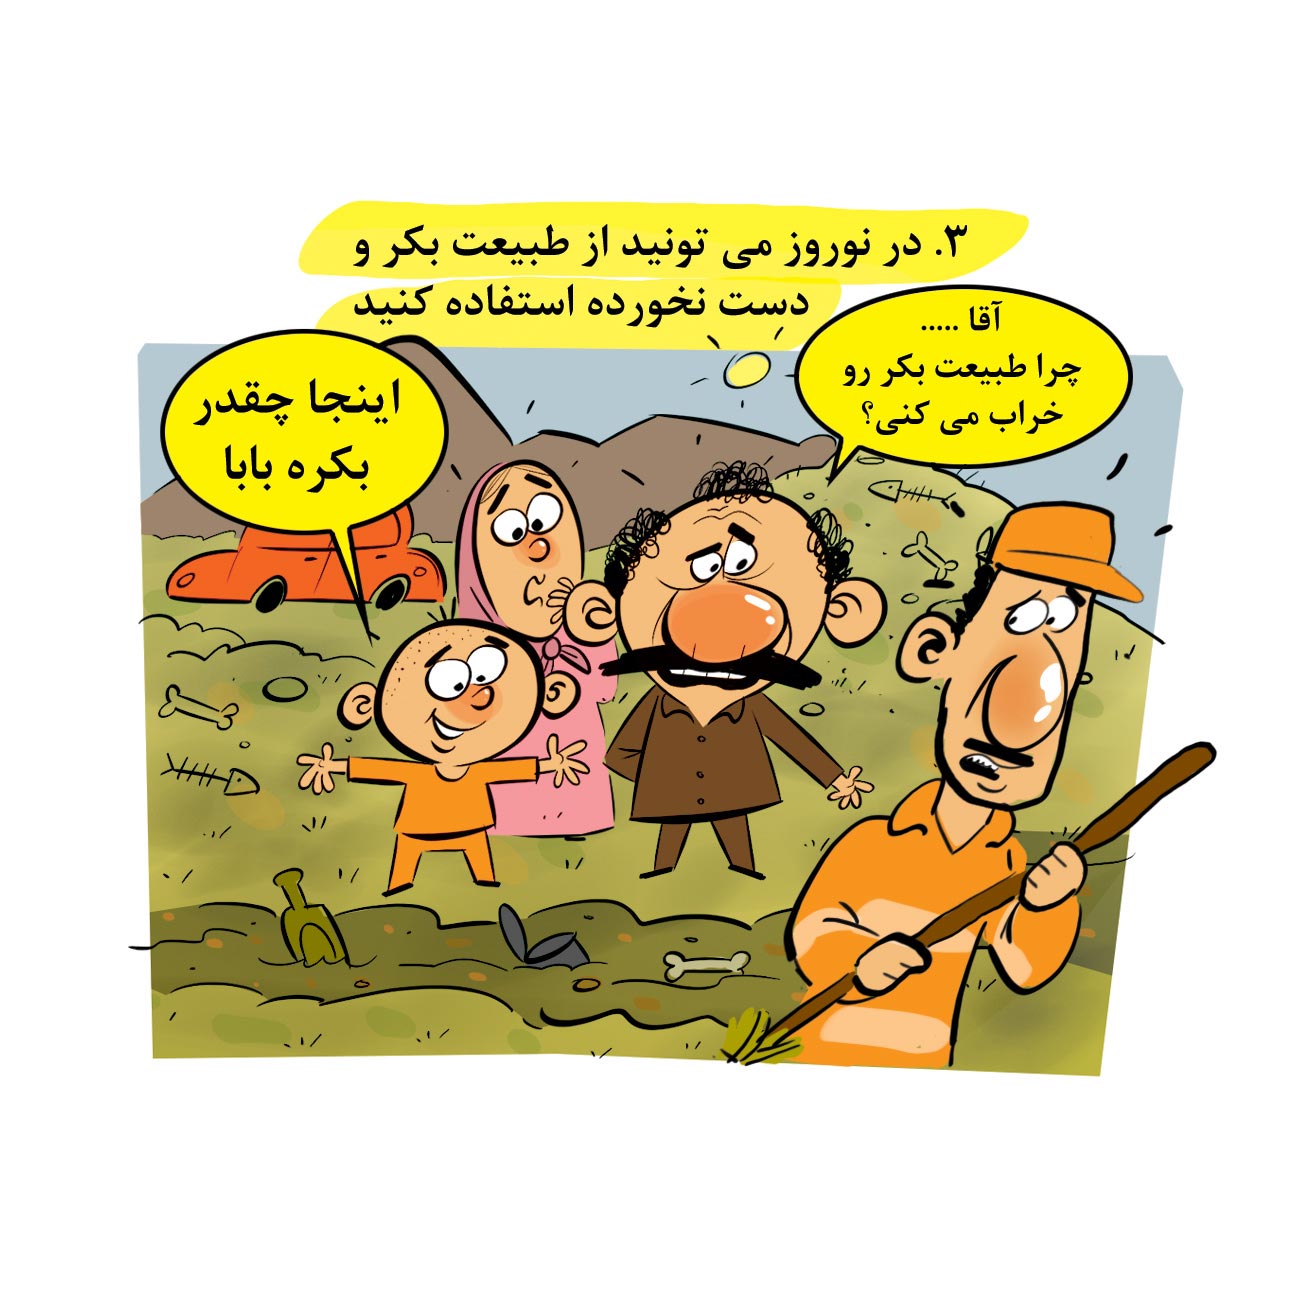 ۳. در نوروز می تونید از طبیعت بکر و
دست نخورده استفاده کنید
آقا .....
چرا طبیعت بکر رو
خراب می کنی؟
اینجا چقدر
بکره بابا